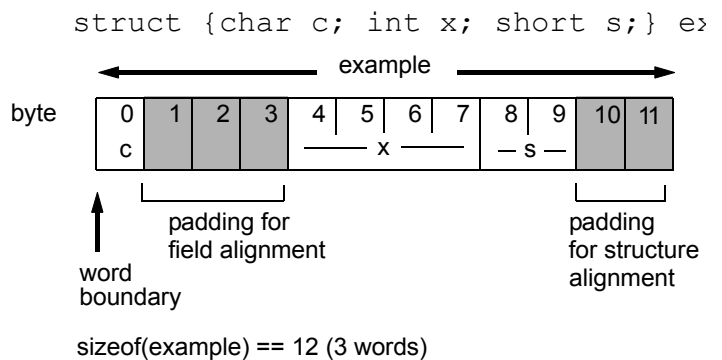 struct {char c; int x; short s;} ex
example
byte 0 1 2 3 4 5 6 7 8 9 10 11
c x s
padding for
field alignment
padding
for structure
alignment
word
boundary
sizeof(example) == 12 (3 words)